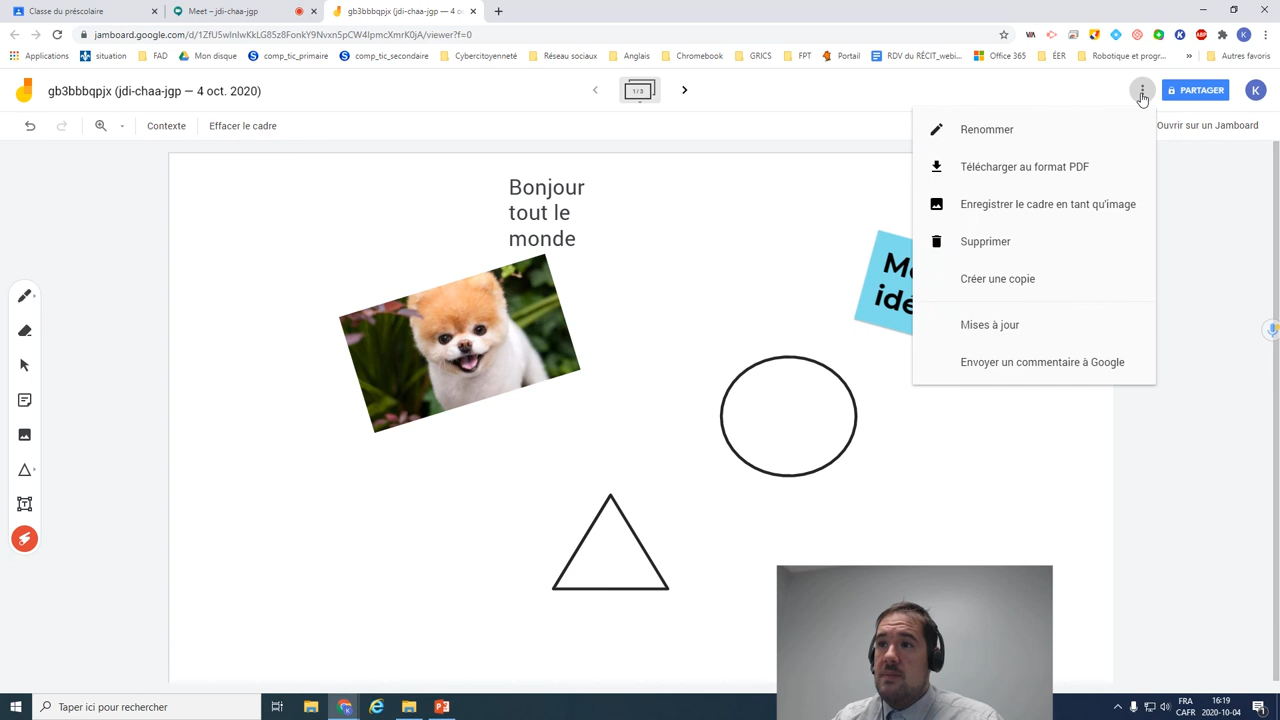 Classe du préscolaire
Meet – jdi-chaa-jgp
gb3bbbqpjx (jdi-chaa-jgp — 4 oc
jamboard.google.com/d/1ZfU5wInIwKkLG85z8FonkY9Nvxn5pCW4IpmcXmrK0jA/viewer?f=0
Applications
situation
FAD
Mon disque
comp_tic_primaire
comp_tic_secondaire
Cybercitoyenneté
Réseau sociaux
Anglais
Chromebook
GRICS
FPT
Portail
RDV du RÉCIT_webi...
Office 365
ÉER
Robotique et progr...
»
Autres favoris
gb3bbbqpjx (jdi-chaa-jgp — 4 oct. 2020)
1 / 3
PARTAGER
K
Contexte
Effacer le cadre
Ouvrir sur un Jamboard
Renommer
Télécharger au format PDF
Enregistrer le cadre en tant qu'image
Supprimer
Créer une copie
Mises à jour
Envoyer un commentaire à Google
Bonjour
tout le
monde
Taper ici pour rechercher
FRA
CAFR
16:19
2020-10-04